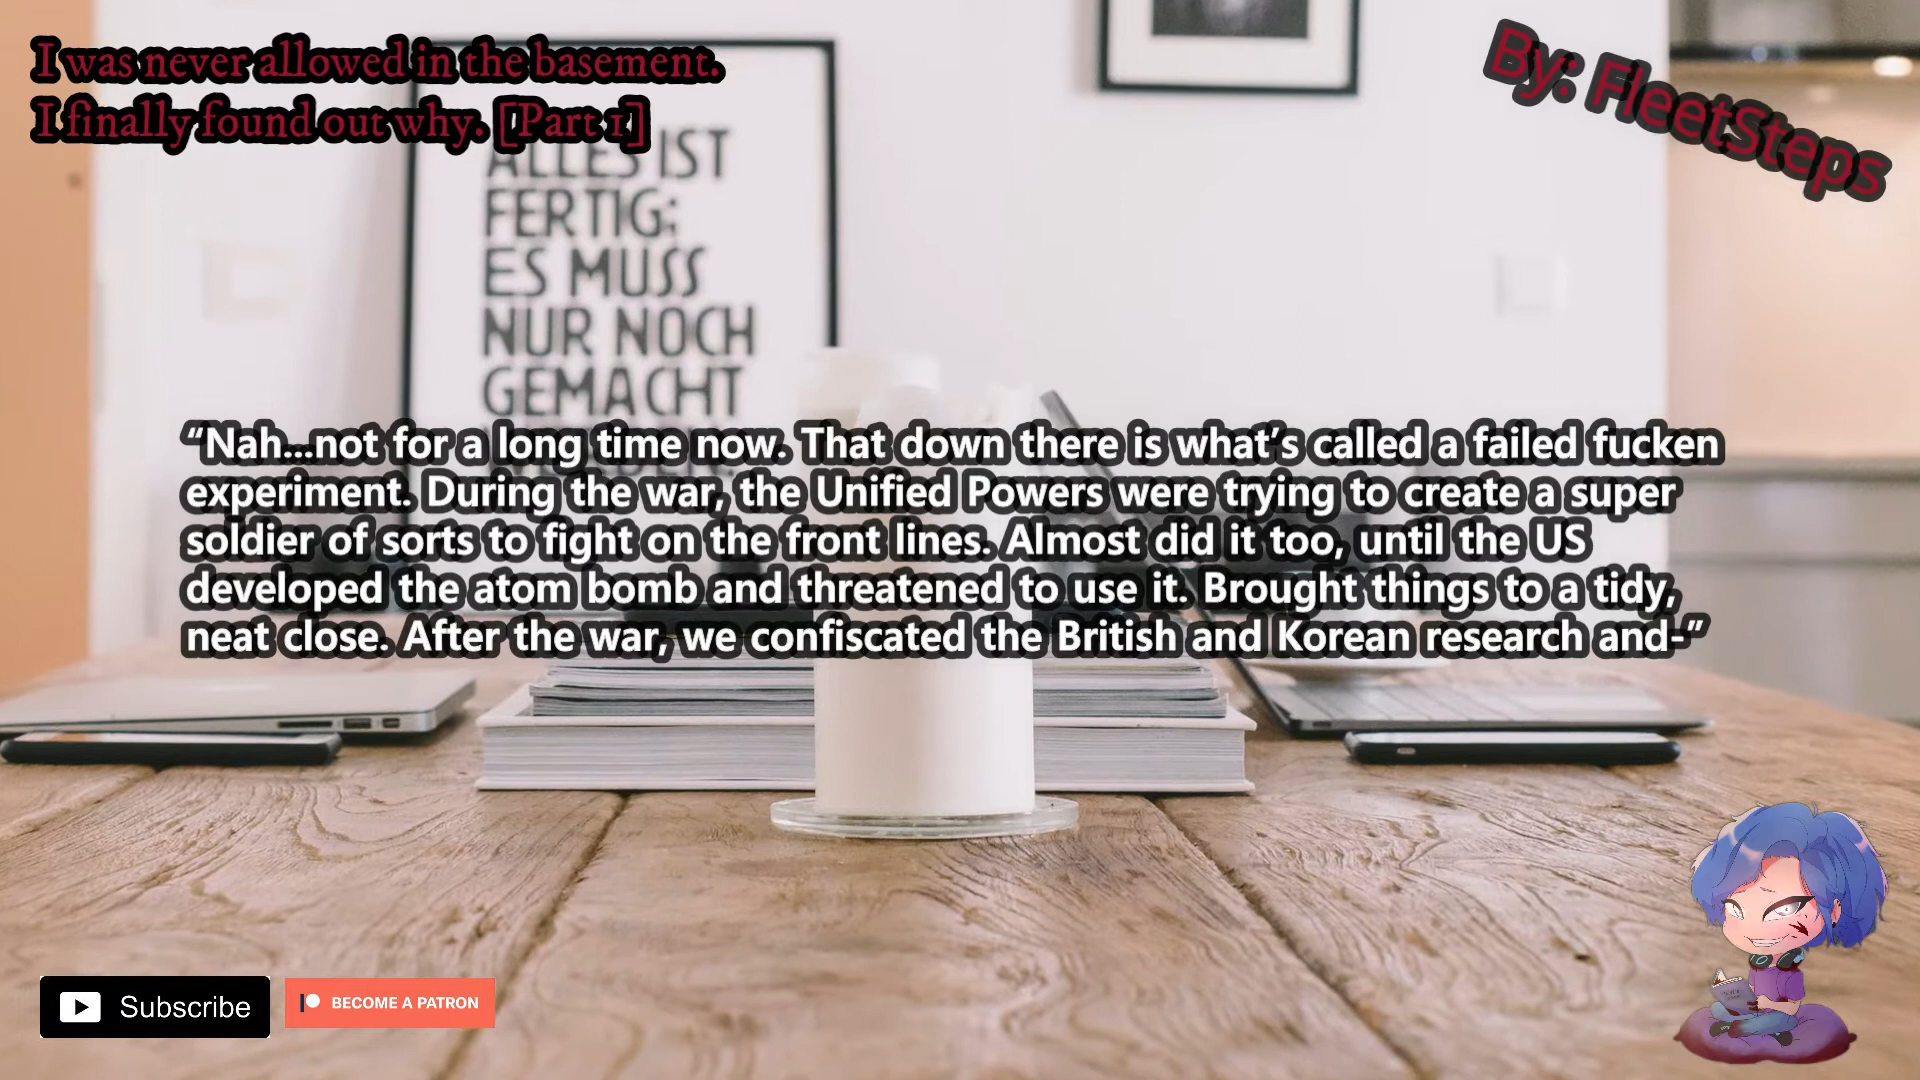 I was never allowed in the basement.
I finally found out why. [Part 1]
By: FleetSteps
ALLES IST
FERTIG;
ES MUSS
NUR NOCH
GEMACHT
“Nah...not for a long time now. That down there is what’s called a failed fucken
experiment. During the war, the Unified Powers were trying to create a super
soldier of sorts to fight on the front lines. Almost did it too, until the US
developed the atom bomb and threatened to use it. Brought things to a tidy,
neat close. After the war, we confiscated the British and Korean research and-”
Subscribe
BECOME A PATRON